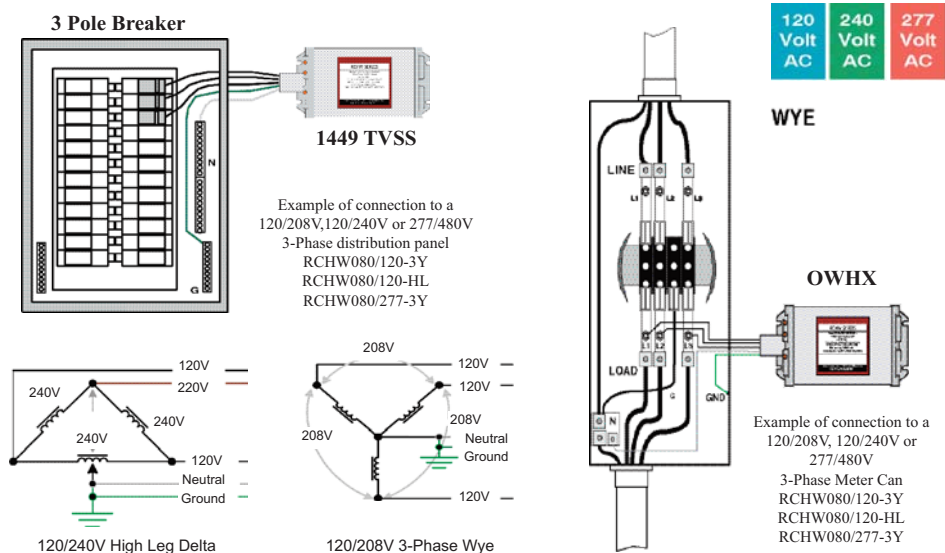 3 Pole Breaker
N
G
1449 TVSS
Example of connection to a
120/208V,120/240V or 277/480V
3-Phase distribution panel
RCHW080/120-3Y
RCHW080/120-HL
RCHW080/277-3Y
120V
220V
240V
240V
240V
120V
Neutral
Ground
120/240V High Leg Delta
208V
120V
120V
208V
208V
Neutral
Ground
120V
120/208V 3-Phase Wye
120
Volt
AC
240
Volt
AC
277
Volt
AC
WYE
LINE
L1
L2
L3
L1
L2
L3
LOAD
G
GND
N
OWHX
Example of connection to a
120/208V, 120/240V or
277/480V
3-Phase Meter Can
RCHW080/120-3Y
RCHW080/120-HL
RCHW080/277-3Y